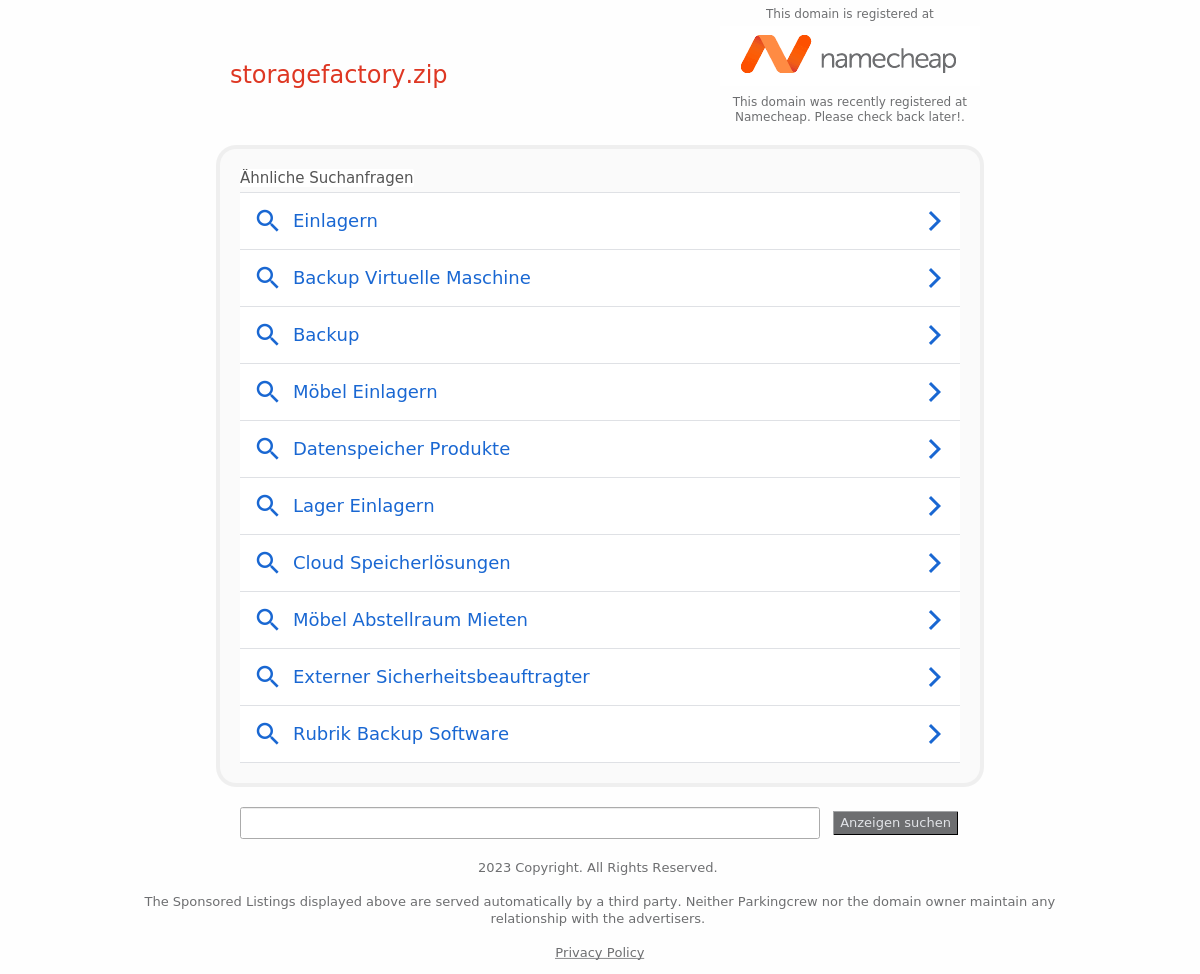 This domain is registered at
namecheap
storagefactory.zip
This domain was recently registered at
Namecheap. Please check back later!.
Ähnliche Suchanfragen
Einlagern
Backup Virtuelle Maschine
Backup
Möbel Einlagern
Datenspeicher Produkte
Lager Einlagern
Cloud Speicherlösungen
Möbel Abstellraum Mieten
Externer Sicherheitsbeauftragter
Rubrik Backup Software
Anzeigen suchen
2023 Copyright. All Rights Reserved.
The Sponsored Listings displayed above are served automatically by a third party. Neither Parkingcrew nor the domain owner maintain any
relationship with the advertisers.
Privacy Policy